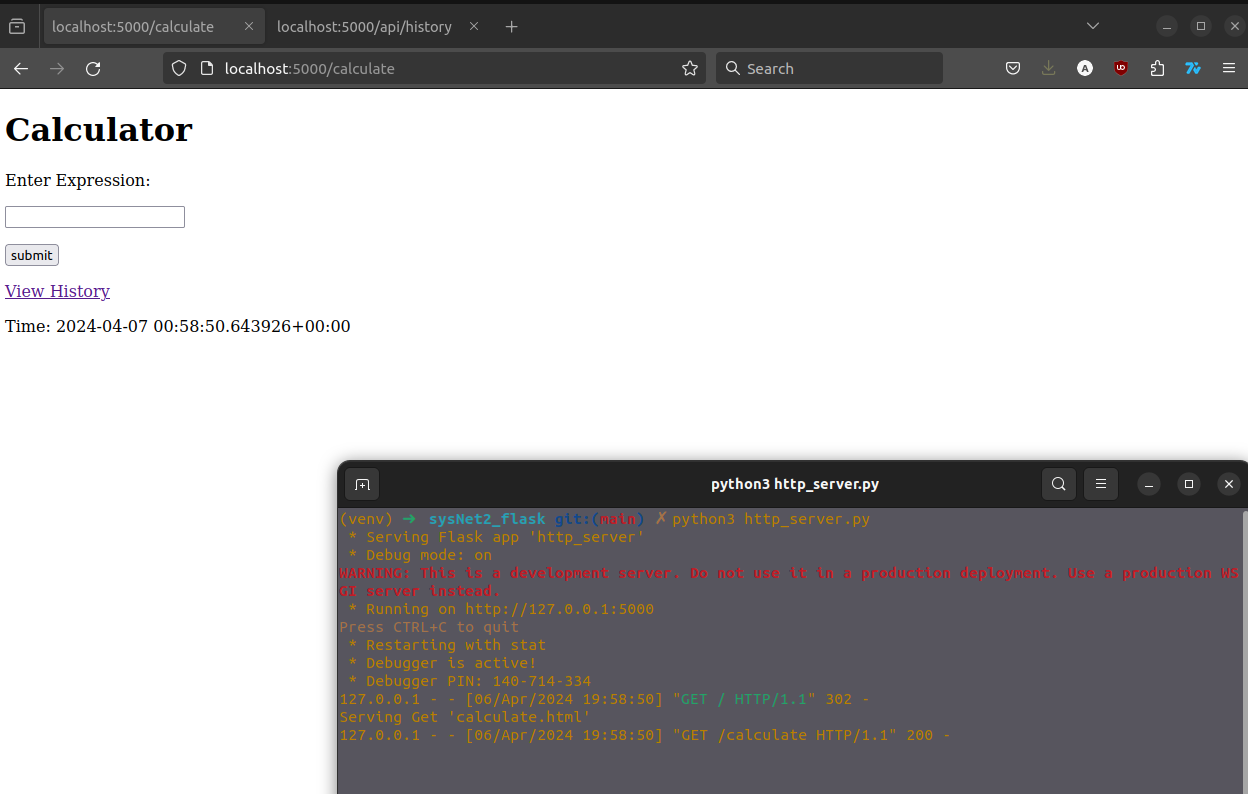 localhost:5000/calculate
localhost:5000/api/history
localhost:5000/calculate
Search
A
UD
Calculator
Enter Expression:
submit
View History
Time: 2024-04-07 00:58:50.643926+00:00
python3 http_server.py
(venv) ➜ sysNet2_flask git:(main) ✗ python3 http_server.py
* Serving Flask app 'http_server'
* Debug mode: on
WARNING: This is a development server. Do not use it in a production deployment. Use a production WS
GI server instead.
* Running on http://127.0.0.1:5000
Press CTRL+C to quit
* Restarting with stat
* Debugger is active!
* Debugger PIN: 140-714-334
127.0.0.1 - - [06/Apr/2024 19:58:50] "GET / HTTP/1.1" 302 -
Serving Get 'calculate.html'
127.0.0.1 - - [06/Apr/2024 19:58:50] "GET /calculate HTTP/1.1" 200 -